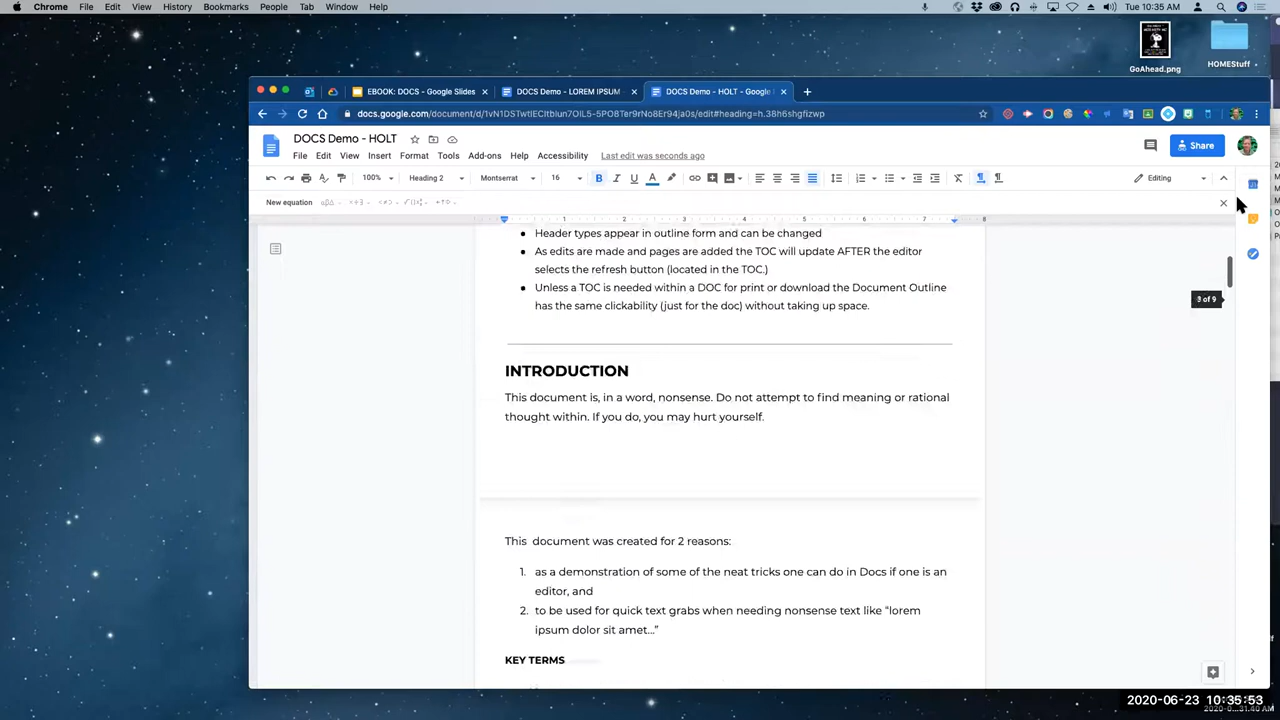 Chrome File Edit View History Bookmarks People Tab Window Help Tue 10:35 AM
GoAhead.png
HOMEStuff
EBOOK: DOCS - Google Slides
DOCS Demo - LOREM IPSUM -
DOCS Demo - HOLT - Google
docs.google.com/document/d/1vN1DSTwtIECItbIun7OIL5-5PO8Ter9rNo8Er94ja0s/edit#heading=h.38h6shgfizwp
DOCS Demo - HOLT
File Edit View Insert Format Tools Add-ons Help Accessibility Last edit was seconds ago
Share
100% Heading 2 Montserrat 16 B I U A Editing
New equation
1 2 3 4 5 6 7 8
Header types appear in outline form and can be changed
As edits are made and pages are added the TOC will update AFTER the editor
selects the refresh button (located in the TOC.)
Unless a TOC is needed within a DOC for print or download the Document Outline
has the same clickability (just for the doc) without taking up space.
3 of 9
INTRODUCTION
This document is, in a word, nonsense. Do not attempt to find meaning or rational
thought within. If you do, you may hurt yourself.
This document was created for 2 reasons:
1. as a demonstration of some of the neat tricks one can do in Docs if one is an
editor, and
2. to be used for quick text grabs when needing nonsense text like “lorem
ipsum dolor sit amet…”
KEY TERMS
2020-06-23 10:35:53